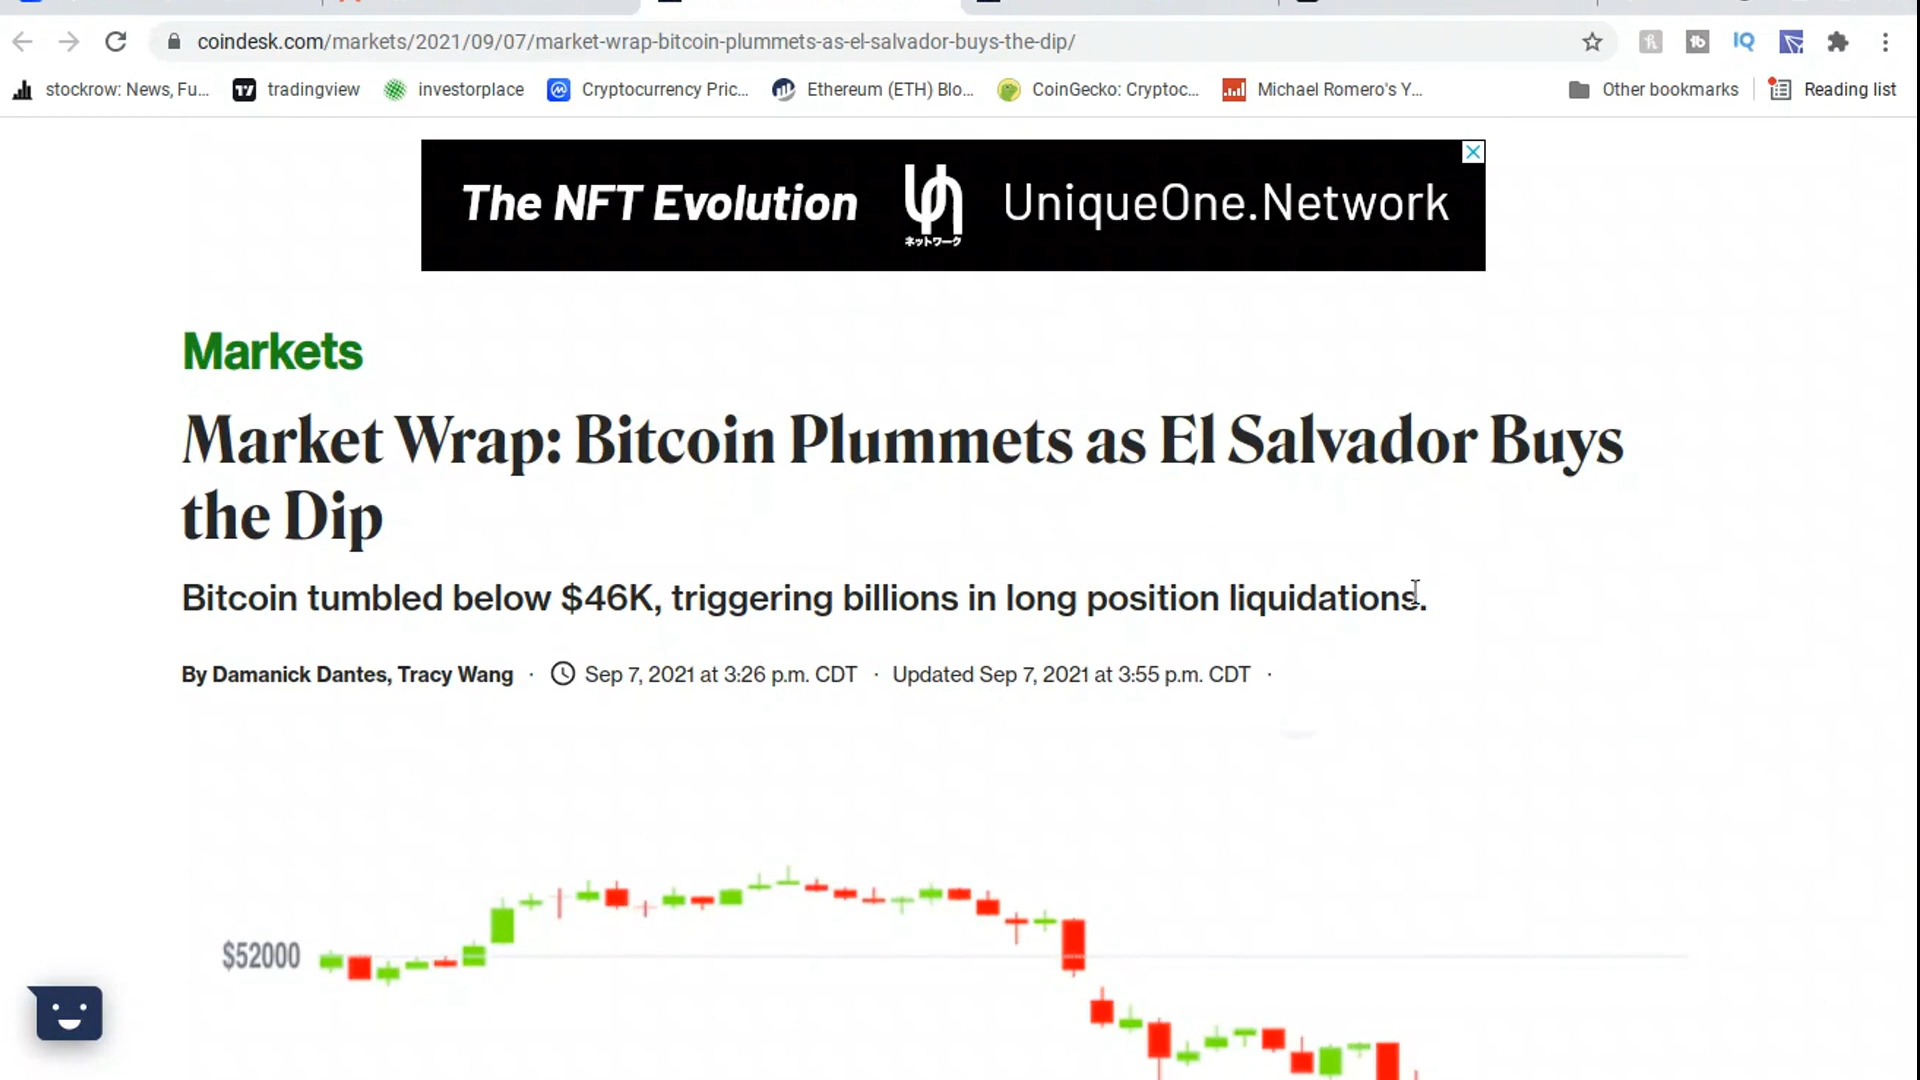 coindesk.com/markets/2021/09/07/market-wrap-bitcoin-plummets-as-el-salvador-buys-the-dip/
stockrow: News, Fu... tradingview investorplace Cryptocurrency Pric... Ethereum (ETH) Blo... CoinGecko: Cryptoc... Michael Romero's Y... Other bookmarks Reading list
The NFT Evolution ネットワーク UniqueOne.Network
Markets
Market Wrap: Bitcoin Plummets as El Salvador Buys
the Dip
Bitcoin tumbled below $46K, triggering billions in long position liquidations.
By Damanick Dantes, Tracy Wang · Sep 7, 2021 at 3:26 p.m. CDT · Updated Sep 7, 2021 at 3:55 p.m. CDT ·
$52000